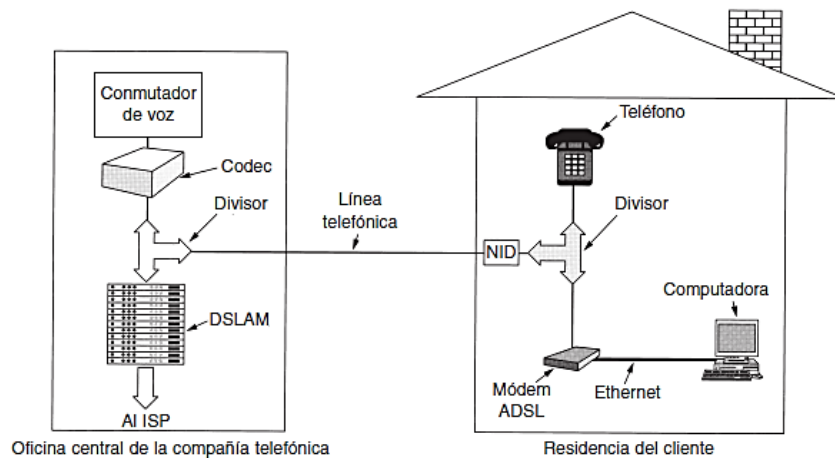 Conmutador
de voz
Codec
Divisor
DSLAM
Al ISP
Oficina central de la compañía telefónica
Línea
telefónica
Teléfono
Divisor
NID
Computadora
Módem
ADSL
Ethernet
Residencia del cliente